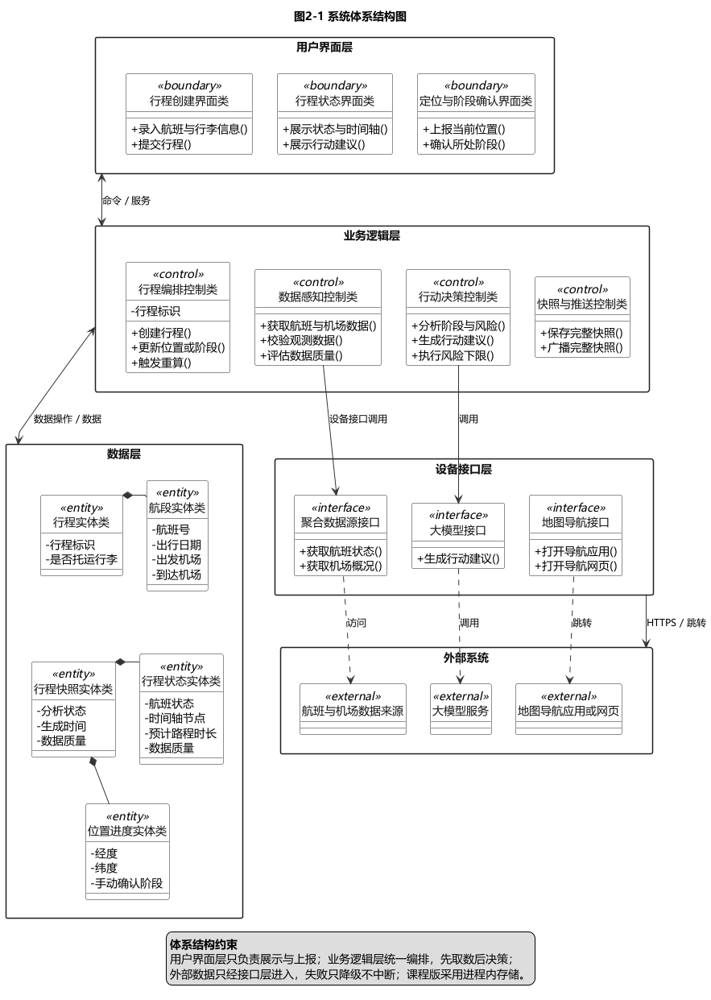 图2-1 系统体系结构图
用户界面层
«boundary»
行程创建界面类
+录入航班与行李信息()
+提交行程()
«boundary»
行程状态界面类
+展示状态与时间轴()
+展示行动建议()
«boundary»
定位与阶段确认界面类
+上报当前位置()
+确认所处阶段()
命令 / 服务
业务逻辑层
«control»
行程编排控制类
-行程标识
+创建行程()
+更新位置或阶段()
+触发重算()
«control»
数据感知控制类
+获取航班与机场数据()
+校验观测数据()
+评估数据质量()
«control»
行动决策控制类
+分析阶段与风险()
+生成行动建议()
+执行风险下限()
«control»
快照与推送控制类
+保存完整快照()
+广播完整快照()
数据操作 / 数据
设备接口调用
调用
数据层
«entity»
行程实体类
-行程标识
-是否托运行李
«entity»
航段实体类
-航班号
-出行日期
-出发机场
-到达机场
«entity»
行程快照实体类
-分析状态
-生成时间
-数据质量
«entity»
行程状态实体类
-航班状态
-时间轴节点
-预计路程时长
-数据质量
«entity»
位置进度实体类
-经度
-纬度
-手动确认阶段
设备接口层
«interface»
聚合数据源接口
+获取航班状态()
+获取机场概况()
«interface»
大模型接口
+生成行动建议()
«interface»
地图导航接口
+打开导航应用()
+打开导航网页()
访问
调用
跳转
HTTPS / 跳转
外部系统
«external»
航班与机场数据来源
«external»
大模型服务
«external»
地图导航应用或网页
体系结构约束
用户界面层只负责展示与上报；业务逻辑层统一编排，先取数后决策；
外部数据只经接口层进入，失败只降级不中断；课程版采用进程内存储。